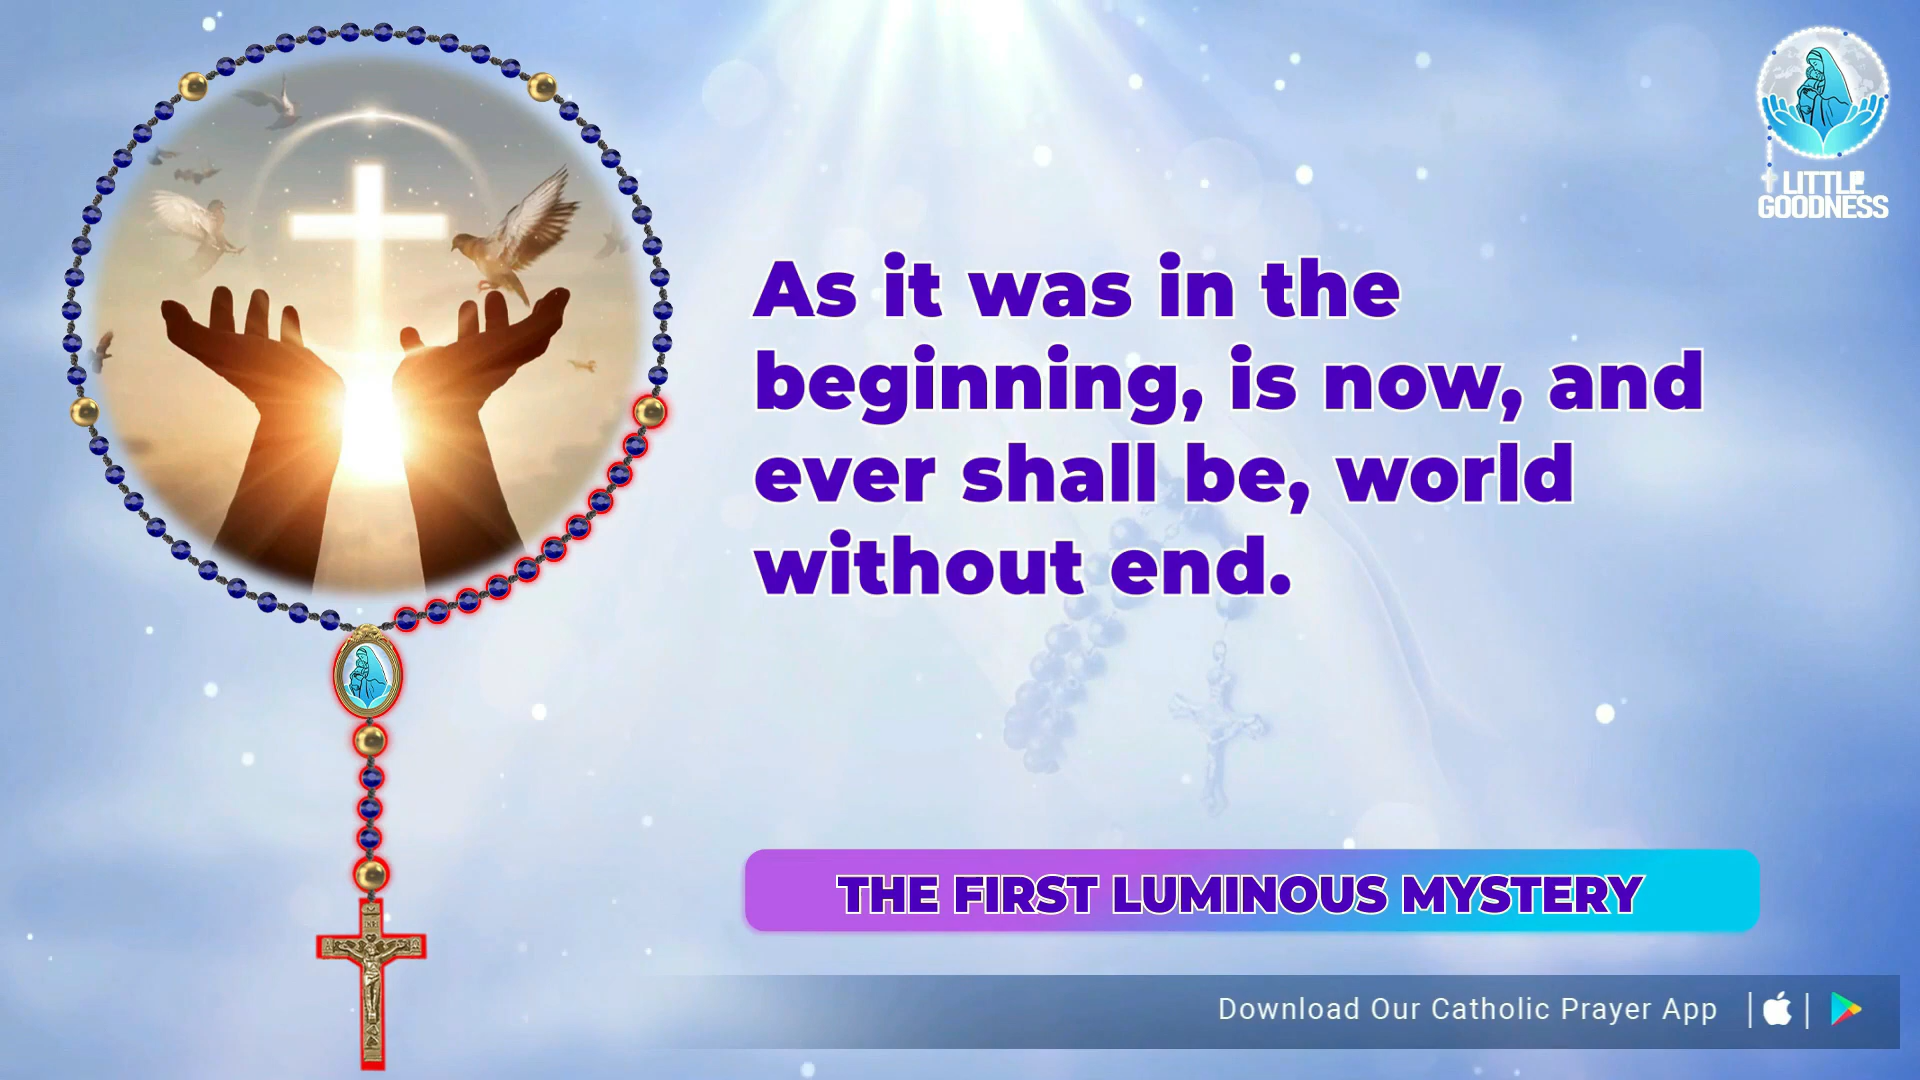 LITTLE
GOODNESS
As it was in the
beginning, is now, and
ever shall be, world
without end.
THE FIRST LUMINOUS MYSTERY
Download Our Catholic Prayer App